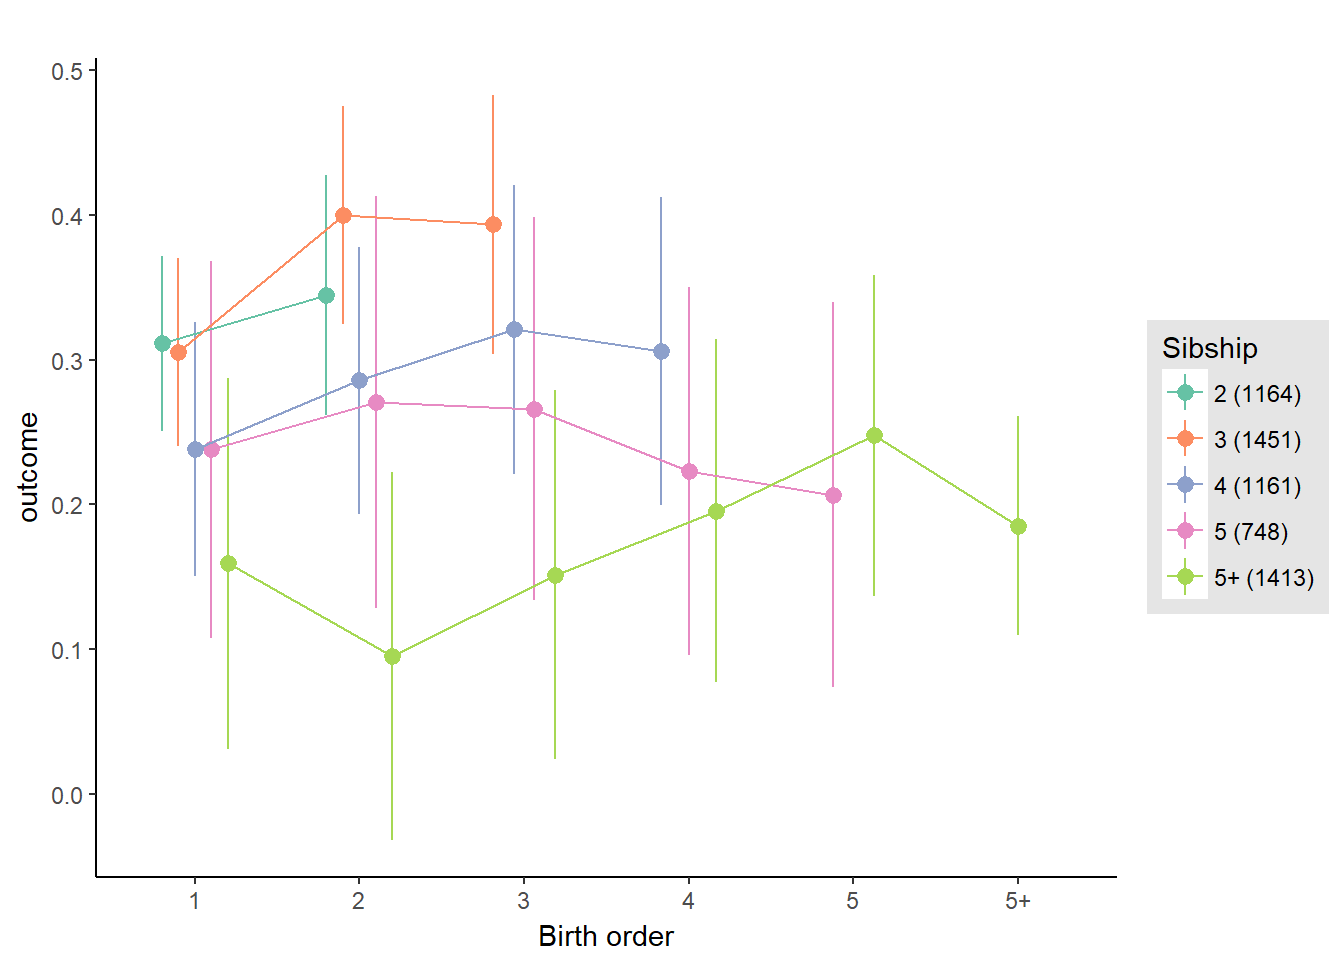 0.5
0.4
0.3
0.2
0.1
0.0
outcome
1 2 3 4 5 5+
Birth order
Sibship
2 (1164)
3 (1451)
4 (1161)
5 (748)
5+ (1413)